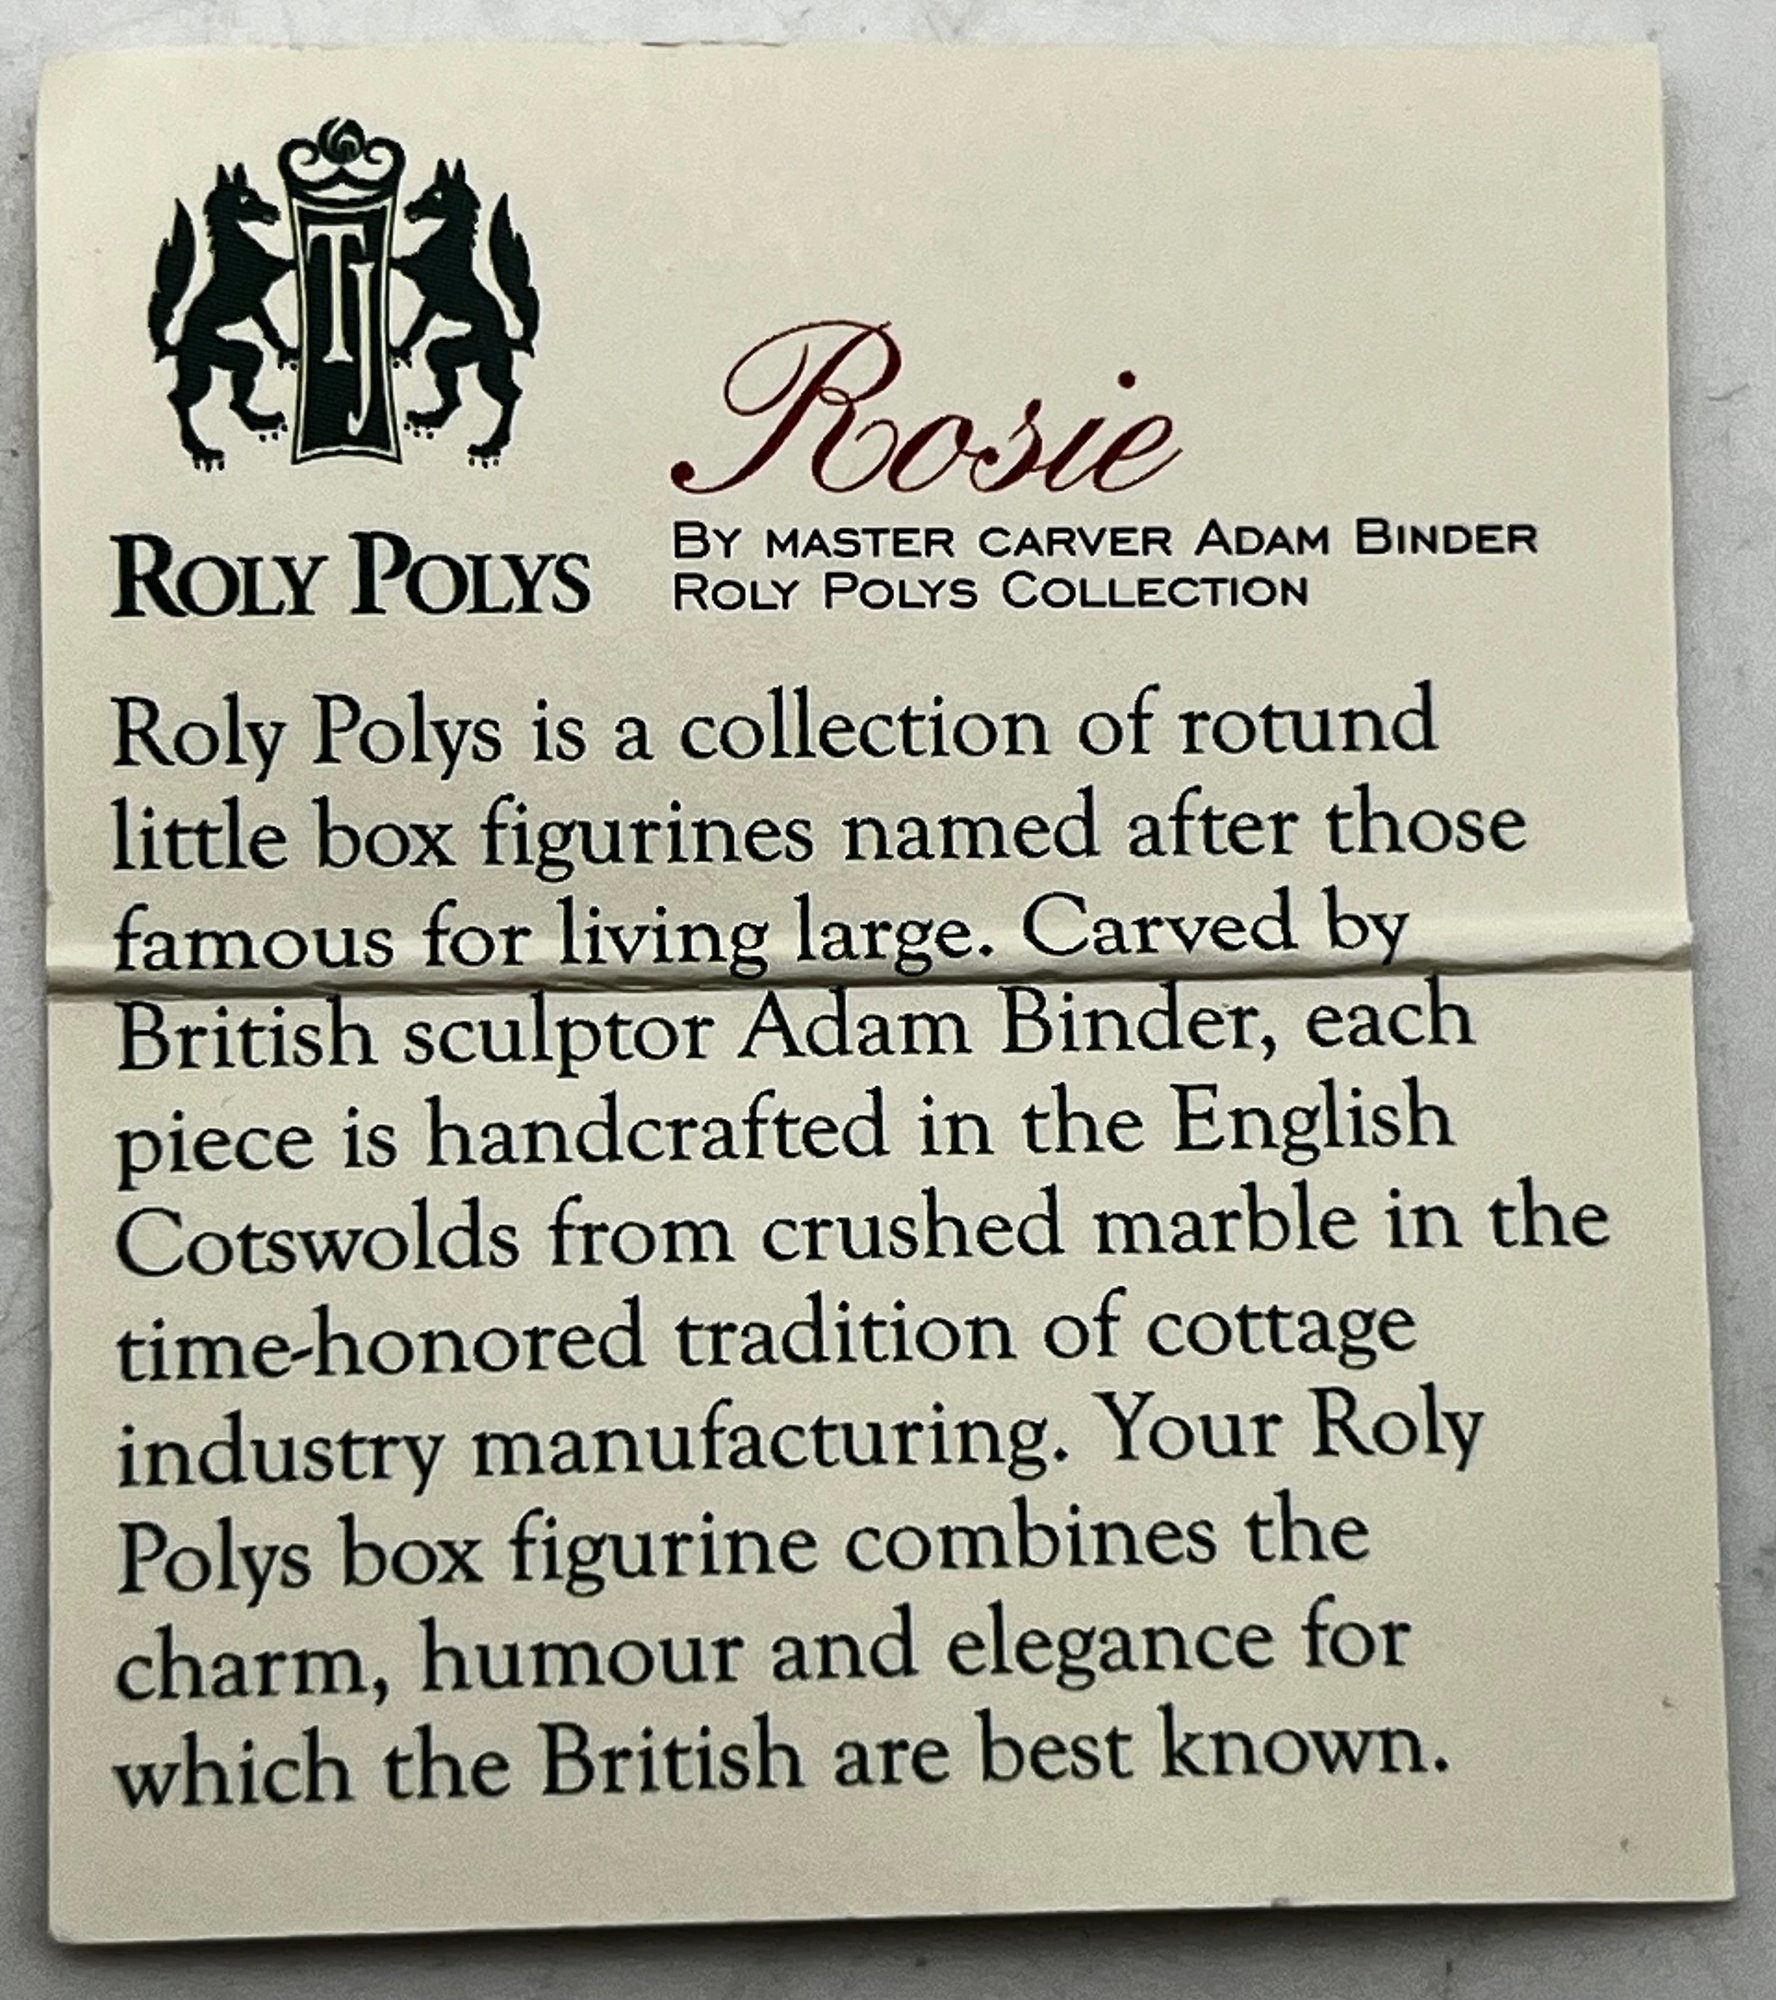 TJ
ROLY POLYS
Rosie
BY MASTER CARVER ADAM BINDER
ROLY POLYS COLLECTION
Roly Polys is a collection of rotund
little box figurines named after those
famous for living large. Carved by
British sculptor Adam Binder, each
piece is handcrafted in the English
Cotswolds from crushed marble in the
time-honored tradition of cottage
industry manufacturing. Your Roly
Polys box figurine combines the
charm, humour and elegance for
which the British are best known.